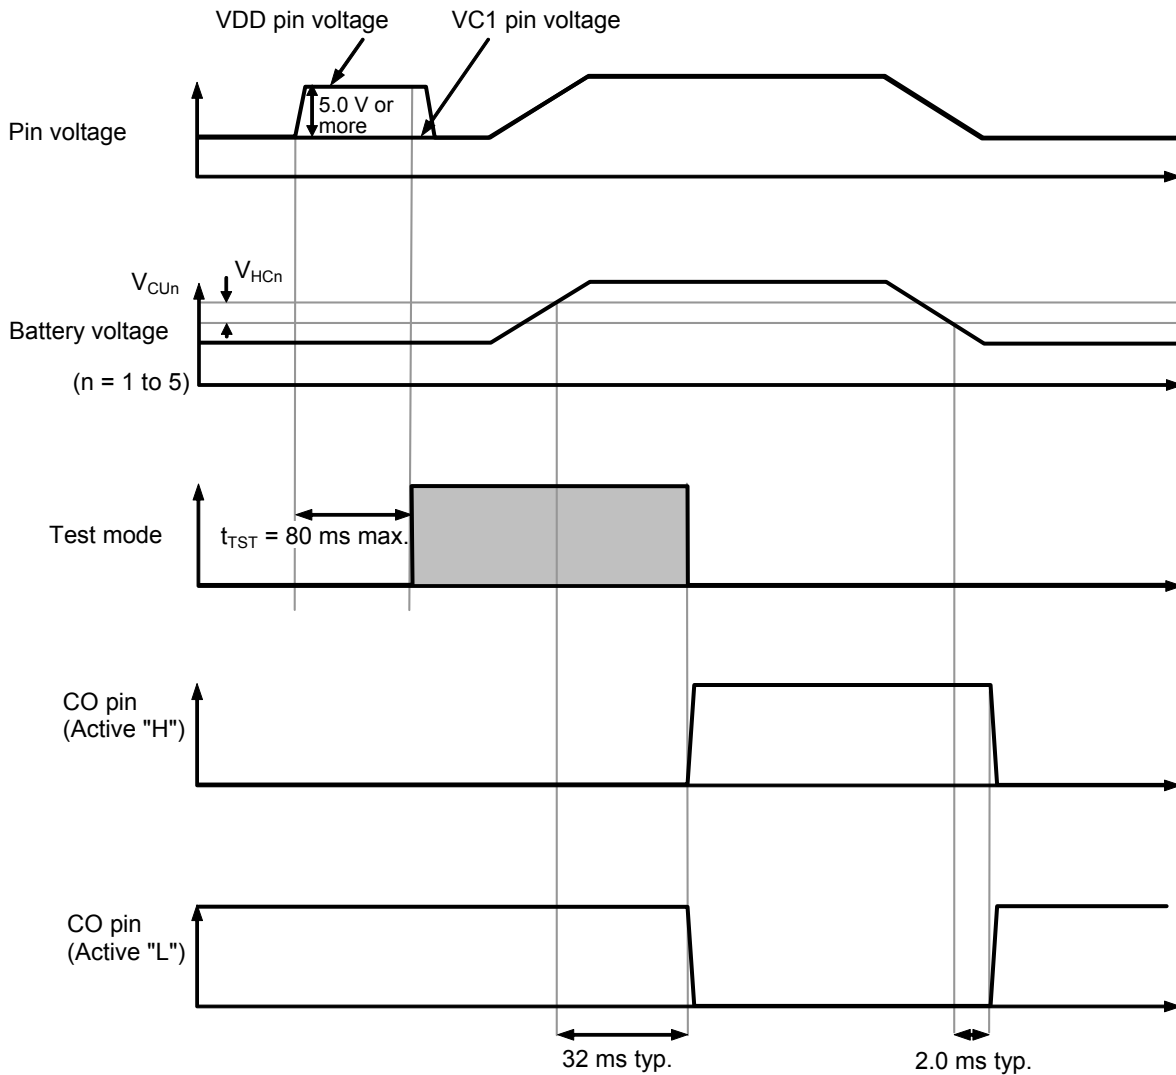 VDD pin voltage
VC1 pin voltage
5.0 V or
more
Pin voltage
VCUn
VHCn
Battery voltage
(n = 1 to 5)
Test mode
tTST = 80 ms max.
CO pin
(Active "H")
CO pin
(Active "L")
32 ms typ.
2.0 ms typ.